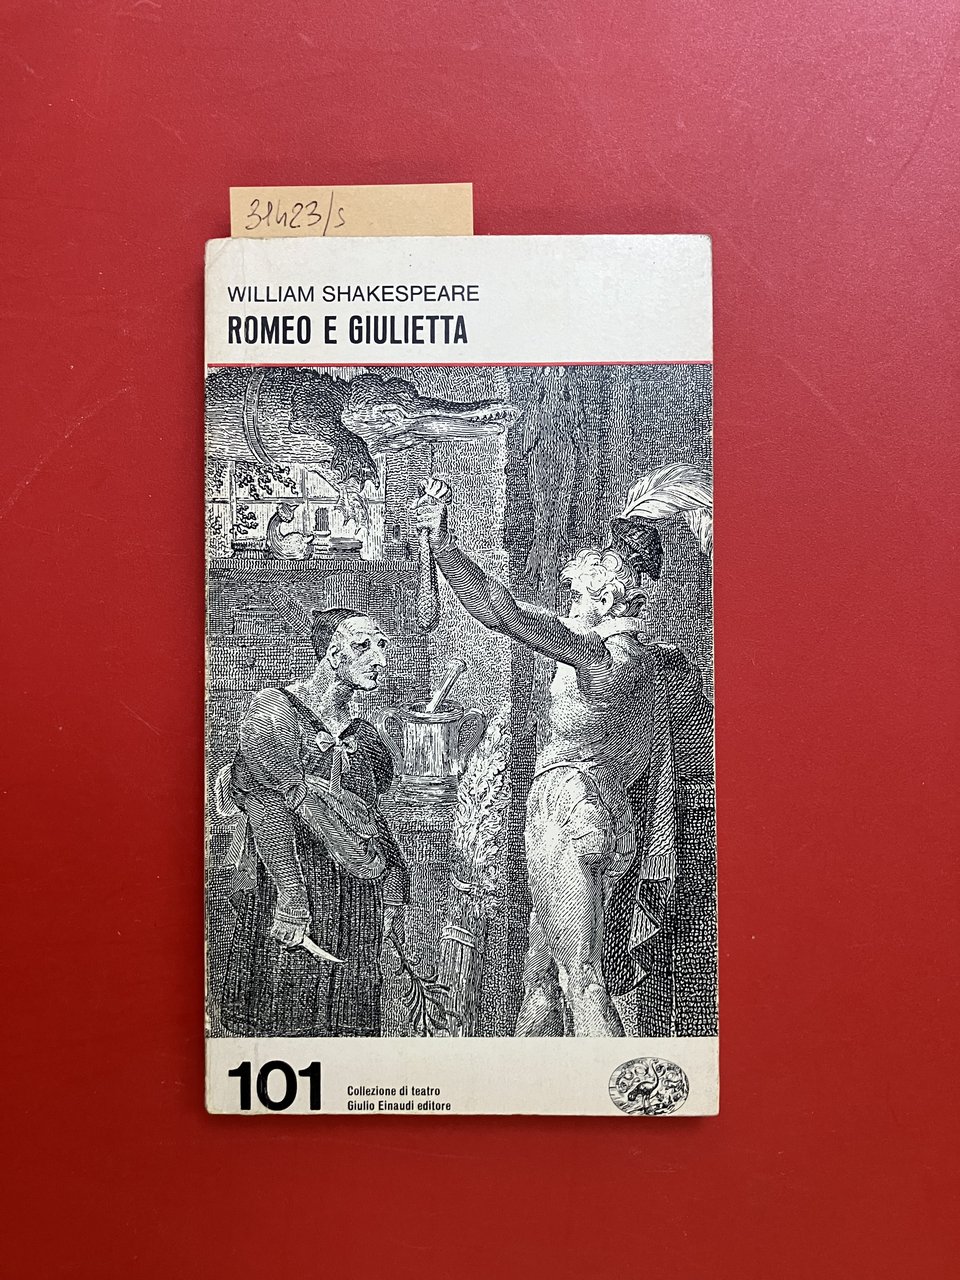 31423/s
WILLIAM SHAKESPEARE
ROMEO E GIULIETTA
101
Collezione di teatro
Giulio Einaudi editore